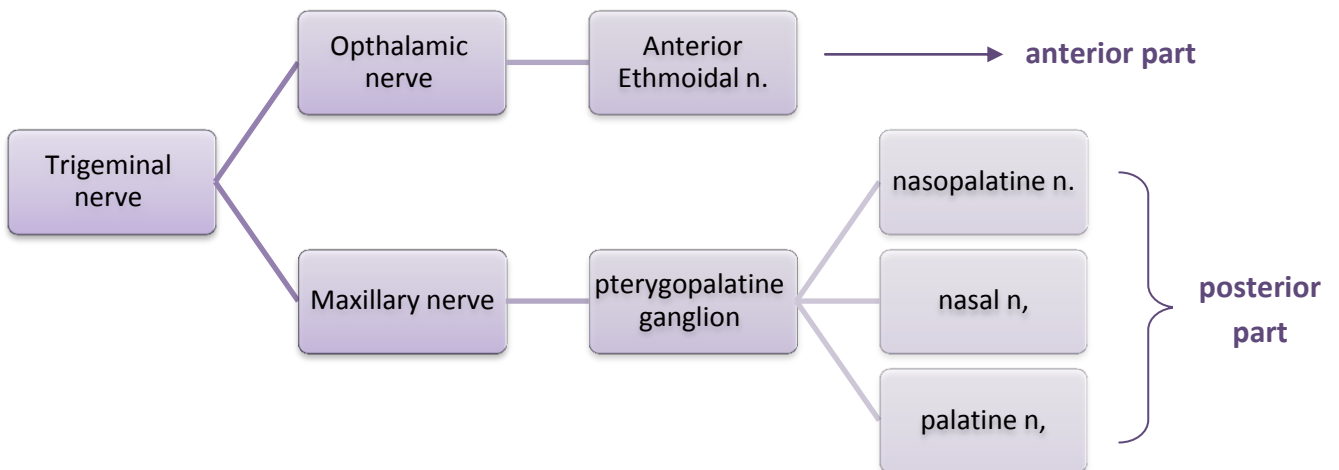 Opthalamic
nerve
Anterior
Ethmoidal n.
anterior part
Trigeminal
nerve
nasopalatine n.
Maxillary nerve
pterygopalatine
ganglion
nasal n,
posterior
part
palatine n,